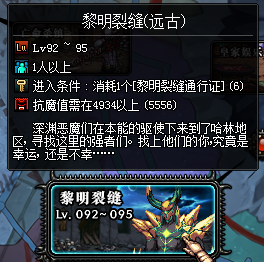 黎明裂缝(远古)
Lv92 ~ 95
1人以上
进入条件：消耗1个[黎明裂缝通行证] (6)
抗魔值需在4934以上 (5556)
深渊恶魔们在本能的驱使下来到了哈林地
区，寻找这里的强者们。找上他们的你，究竟是
幸运，还是不幸……
黎明裂缝
Lv. 092~095